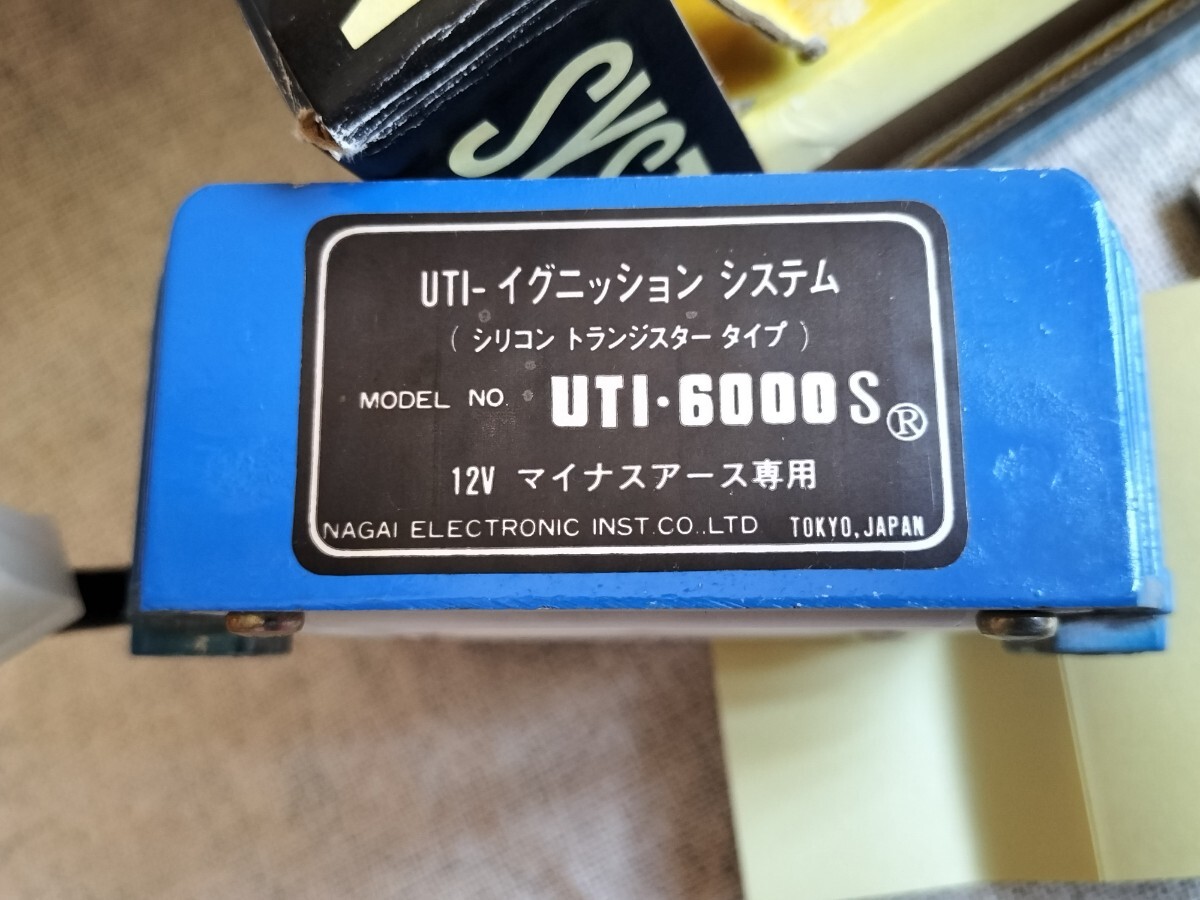 UTI-イグニッション システム
( シリコン トランジスター タイプ )
MODEL NO. UTI・6000S®
12V マイナスアース専用
NAGAI ELECTRONIC INST.CO.,LTD TOKYO,JAPAN